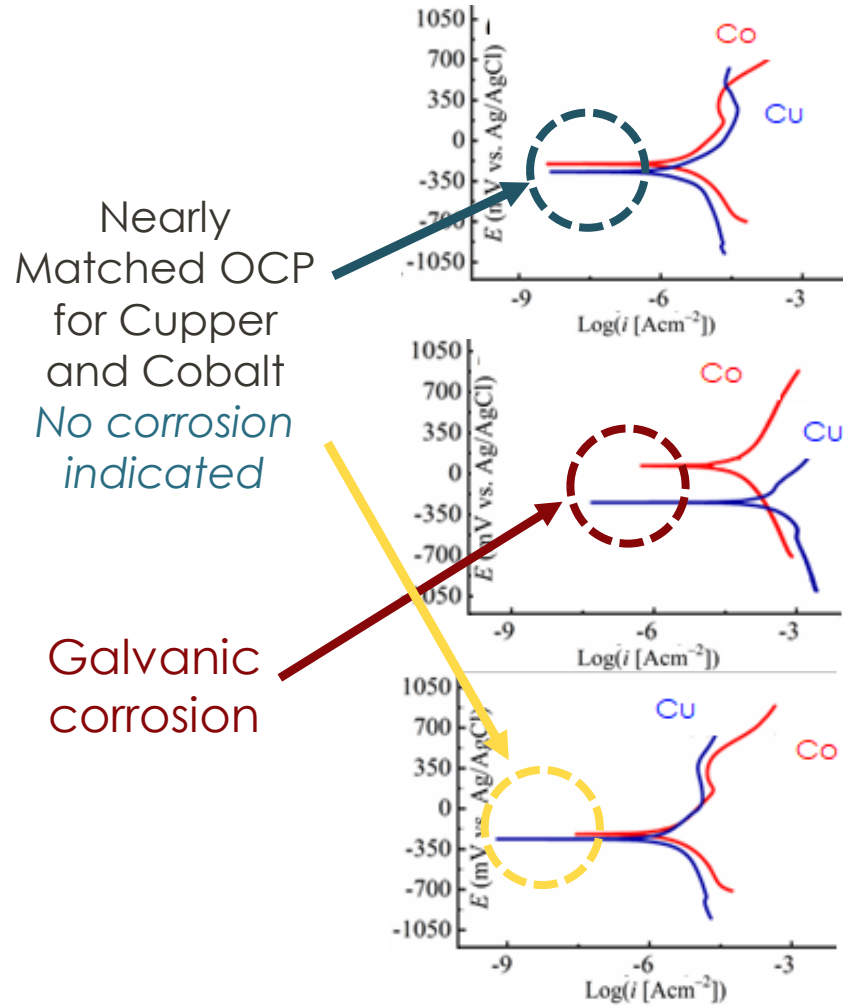 Nearly
Matched OCP
for Cupper
and Cobalt
No corrosion
indicated
Galvanic
corrosion
1050
700
350
0
-350
-700
-1050
E (mV vs. Ag/AgCl)
Co
Cu
-9
-6
-3
Log(i [Acm⁻²])
1050
700
350
0
-350
-700
1050
E (mV vs. Ag/AgCl)
Co
Cu
-9
-6
-3
Log(i [Acm⁻²])
1050
700
350
0
-350
-700
-1050
E (mV vs. Ag/AgCl)
Cu
Co
-9
-6
-3
Log(i [Acm⁻²])